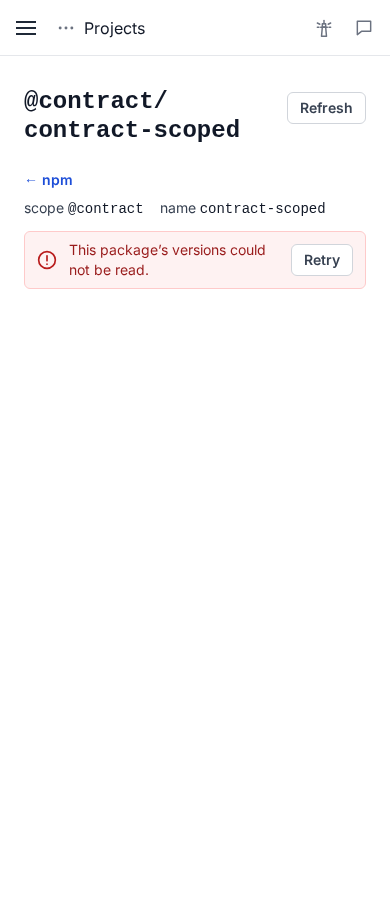 Projects
@contract/
contract-scoped
Refresh
← npm
scope @contract name contract-scoped
This package’s versions could
not be read.
Retry